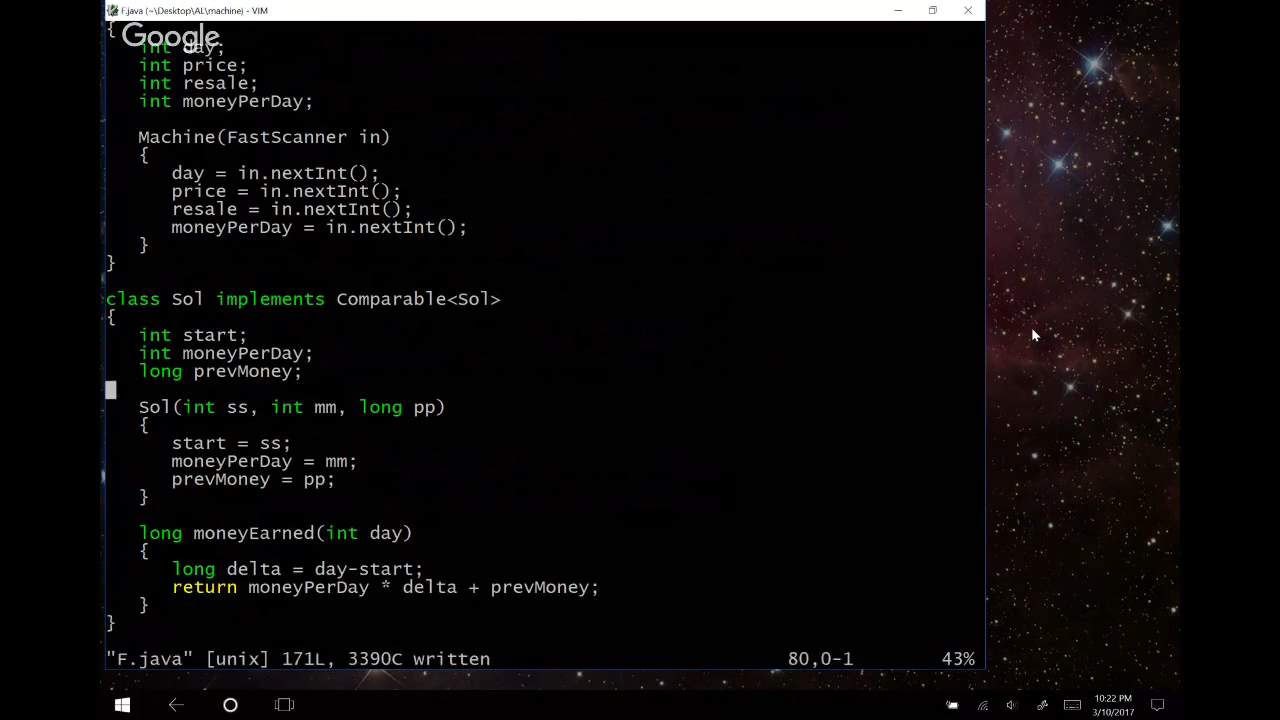 F.java (~\Desktop\AL\machine) - VIM
Google
{
int day;
int price;
int resale;
int moneyPerDay;
Machine(FastScanner in)
{
day = in.nextInt();
price = in.nextInt();
resale = in.nextInt();
moneyPerDay = in.nextInt();
}
}
class Sol implements Comparable<Sol>
{
int start;
int moneyPerDay;
long prevMoney;
Sol(int ss, int mm, long pp)
{
start = ss;
moneyPerDay = mm;
prevMoney = pp;
}
long moneyEarned(int day)
{
long delta = day-start;
return moneyPerDay * delta + prevMoney;
}
}
"F.java" [unix] 171L, 3390C written 80,0-1 43%
10:22 PM
3/10/2017